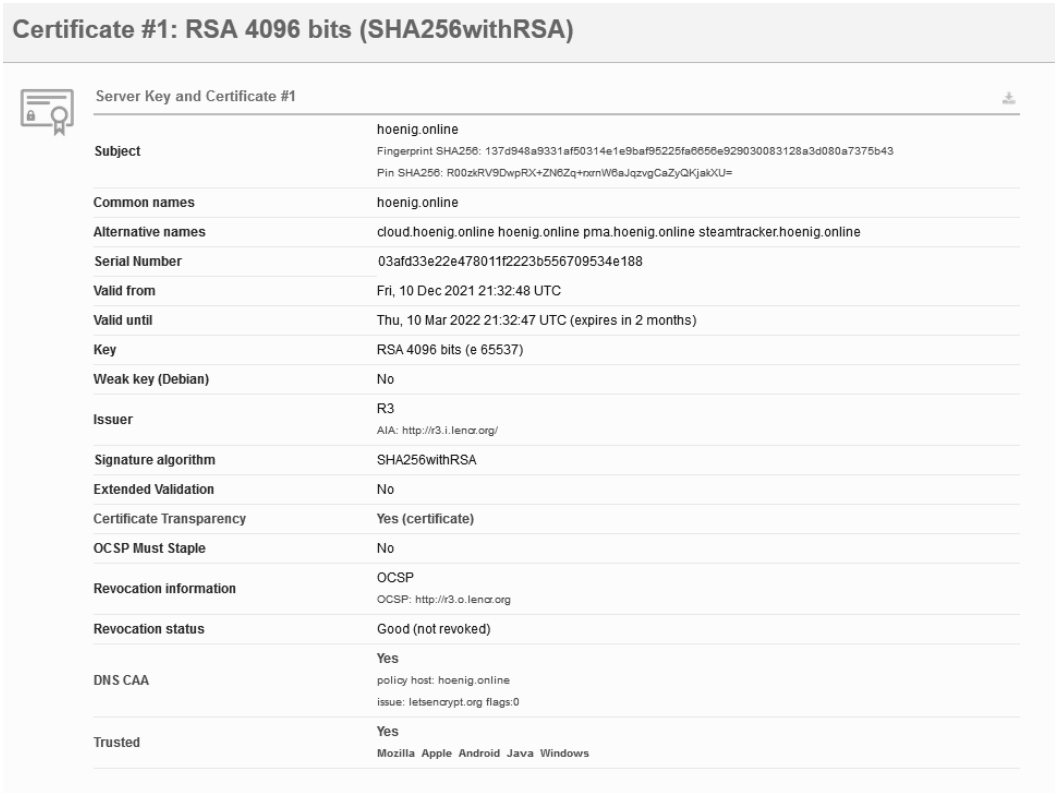 Certificate #1: RSA 4096 bits (SHA256withRSA)
Server Key and Certificate #1
Subject
hoenig.online
Fingerprint SHA256: 137d948a9331af50314e1e9baf95225fa6656e929030083128a3d080a7375b43
Pin SHA256: R00zkRV9DwpRX+ZN6Zq+rxrnW6aJqzvgCaZyQKjakXU=
Common names hoenig.online
Alternative names cloud.hoenig.online hoenig.online pma.hoenig.online steamtracker.hoenig.online
Serial Number 03afd33e22e478011f2223b556709534e188
Valid from Fri, 10 Dec 2021 21:32:48 UTC
Valid until Thu, 10 Mar 2022 21:32:47 UTC (expires in 2 months)
Key RSA 4096 bits (e 65537)
Weak key (Debian) No
Issuer
R3
AIA: http://r3.i.lencr.org/
Signature algorithm SHA256withRSA
Extended Validation No
Certificate Transparency Yes (certificate)
OCSP Must Staple No
Revocation information
OCSP
OCSP: http://r3.o.lencr.org
Revocation status Good (not revoked)
DNS CAA
Yes
policy host: hoenig.online
issue: letsencrypt.org flags:0
Trusted
Yes
Mozilla Apple Android Java Windows